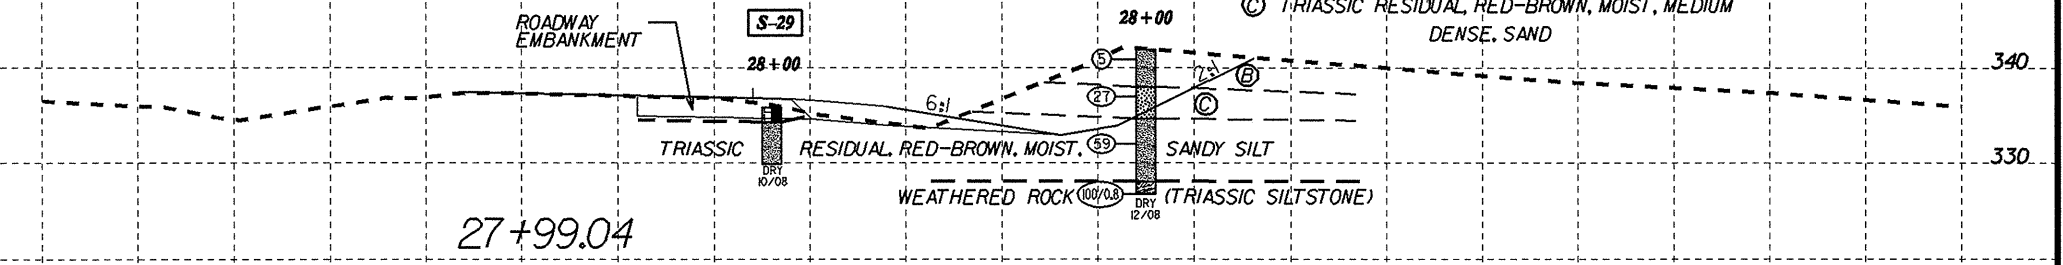 Ⓒ TRIASSIC RESIDUAL, RED-BROWN, MOIST, MEDIUM
DENSE, SAND
ROADWAY
EMBANKMENT
S-29
28+00
28+00
5
2:1
B
340
27
C
6:1
TRIASSIC RESIDUAL, RED-BROWN, MOIST, 59 SANDY SILT
330
DRY
10/08
WEATHERED ROCK 100/0.8 (TRIASSIC SILTSTONE)
DRY
12/08
27+99.04